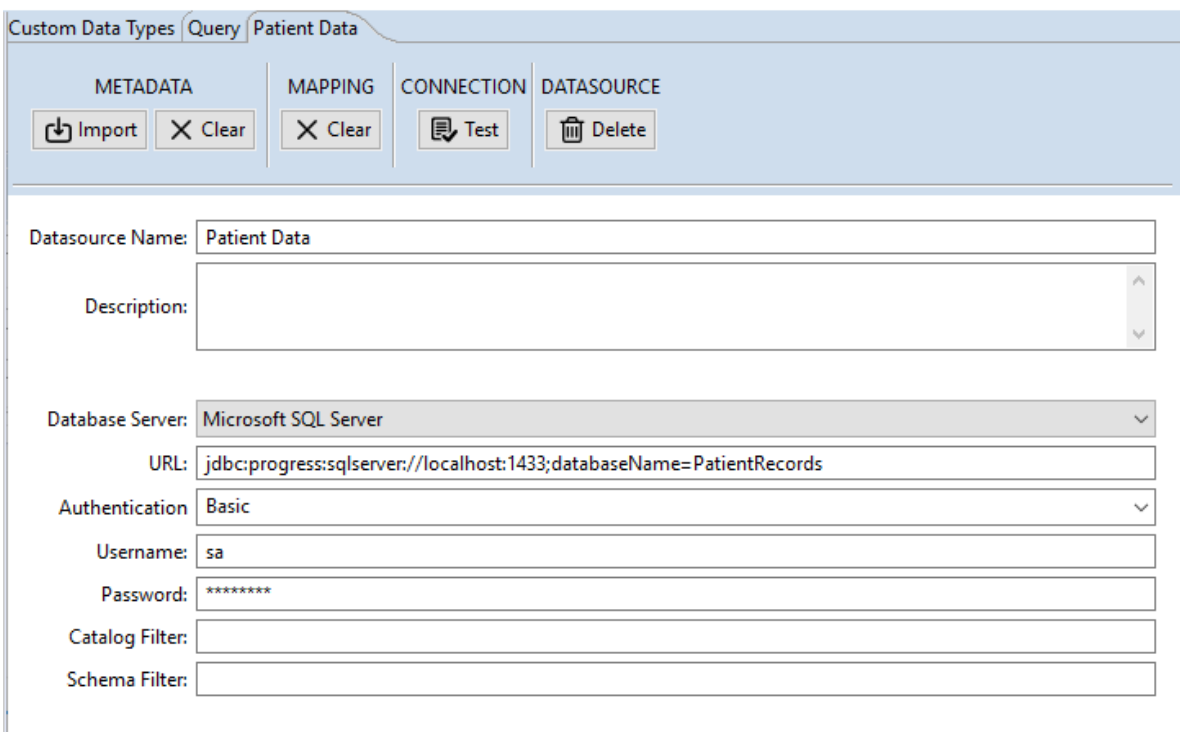 Custom Data Types Query Patient Data
METADATA MAPPING CONNECTION DATASOURCE
Import Clear Clear Test Delete
Datasource Name: Patient Data
Description:
Database Server: Microsoft SQL Server
URL: jdbc:progress:sqlserver://localhost:1433;databaseName=PatientRecords
Authentication Basic
Username: sa
Password: ********
Catalog Filter:
Schema Filter: